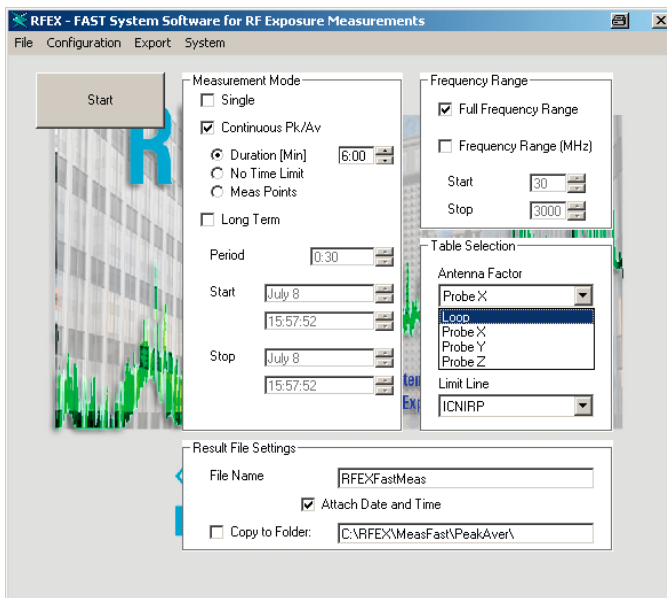 RFEX - FAST System Software for RF Exposure Measurements
File Configuration Export System
Start
Measurement Mode
Single
Continuous Pk/Av
Duration [Min] 6:00
No Time Limit
Meas Points
Long Term
Period 0:30
Start July 8
15:57:52
Stop July 8
15:57:52
Frequency Range
Full Frequency Range
Frequency Range (MHz)
Start 30
Stop 3000
Table Selection
Antenna Factor
Probe X
Loop
Probe X
Probe Y
Probe Z
Limit Line
ICNIRP
Result File Settings
File Name RFEXFastMeas
Attach Date and Time
Copy to Folder: C:\RFEX\MeasFast\PeakAver\